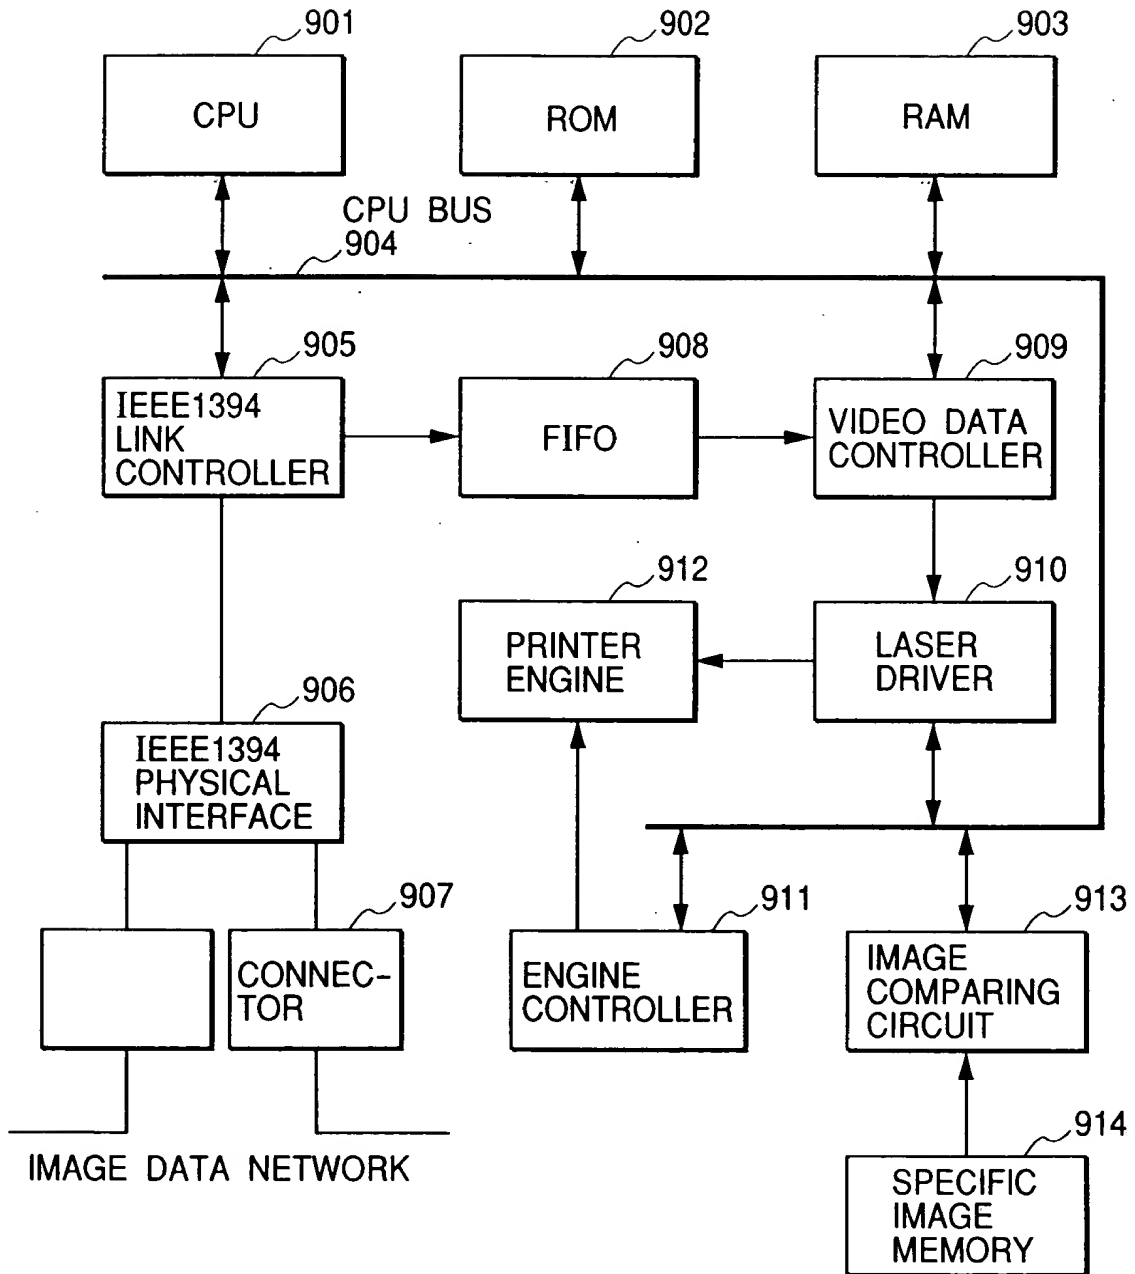 901
902
903
CPU
ROM
RAM
CPU BUS
904
905
908
909
IEEE1394
LINK
CONTROLLER
FIFO
VIDEO DATA
CONTROLLER
912
910
PRINTER
ENGINE
LASER
DRIVER
906
IEEE1394
PHYSICAL
INTERFACE
907
911
913
CONNEC-
TOR
ENGINE
CONTROLLER
IMAGE
COMPARING
CIRCUIT
914
IMAGE DATA NETWORK
SPECIFIC
IMAGE
MEMORY